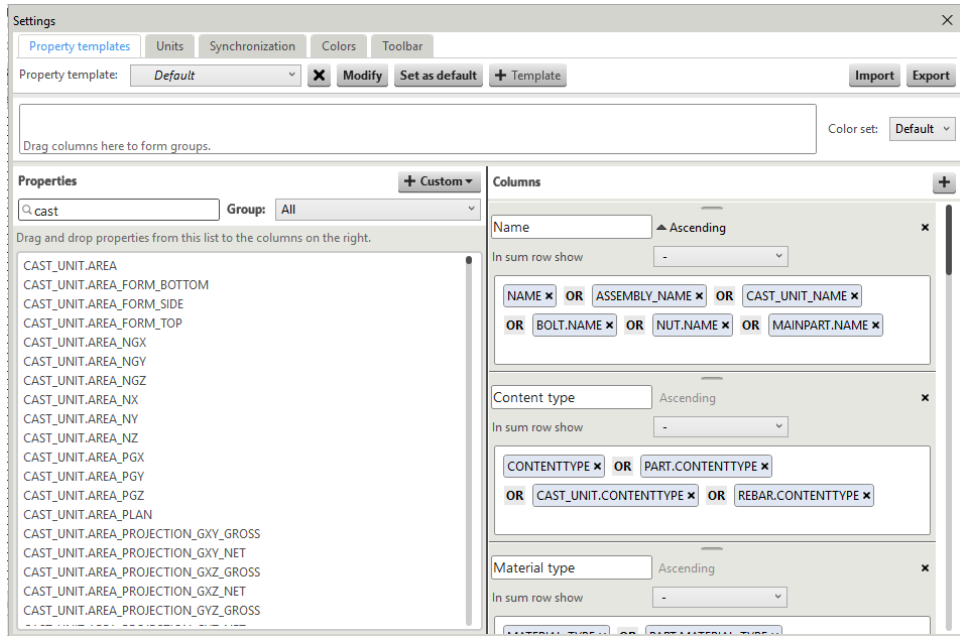 Settings
Property templates Units Synchronization Colors Toolbar
Property template: Default Modify Set as default + Template Import Export
Drag columns here to form groups.
Color set: Default
Properties + Custom
cast Group: All
Drag and drop properties from this list to the columns on the right.
CAST_UNIT.AREA
CAST_UNIT.AREA_FORM_BOTTOM
CAST_UNIT.AREA_FORM_SIDE
CAST_UNIT.AREA_FORM_TOP
CAST_UNIT.AREA_NGX
CAST_UNIT.AREA_NGY
CAST_UNIT.AREA_NGZ
CAST_UNIT.AREA_NX
CAST_UNIT.AREA_NY
CAST_UNIT.AREA_NZ
CAST_UNIT.AREA_PGX
CAST_UNIT.AREA_PGY
CAST_UNIT.AREA_PGZ
CAST_UNIT.AREA_PLAN
CAST_UNIT.AREA_PROJECTION_GXY_GROSS
CAST_UNIT.AREA_PROJECTION_GXY_NET
CAST_UNIT.AREA_PROJECTION_GXZ_GROSS
CAST_UNIT.AREA_PROJECTION_GXZ_NET
CAST_UNIT.AREA_PROJECTION_GYZ_GROSS
Columns +
Name Ascending
In sum row show -
NAME × OR ASSEMBLY_NAME × OR CAST_UNIT_NAME ×
OR BOLT.NAME × OR NUT.NAME × OR MAINPART.NAME ×
Content type Ascending
In sum row show -
CONTENTTYPE × OR PART.CONTENTTYPE ×
OR CAST_UNIT.CONTENTTYPE × OR REBAR.CONTENTTYPE ×
Material type Ascending
In sum row show -
MATERIAL_TYPE × OR PART.MATERIAL_TYPE ×